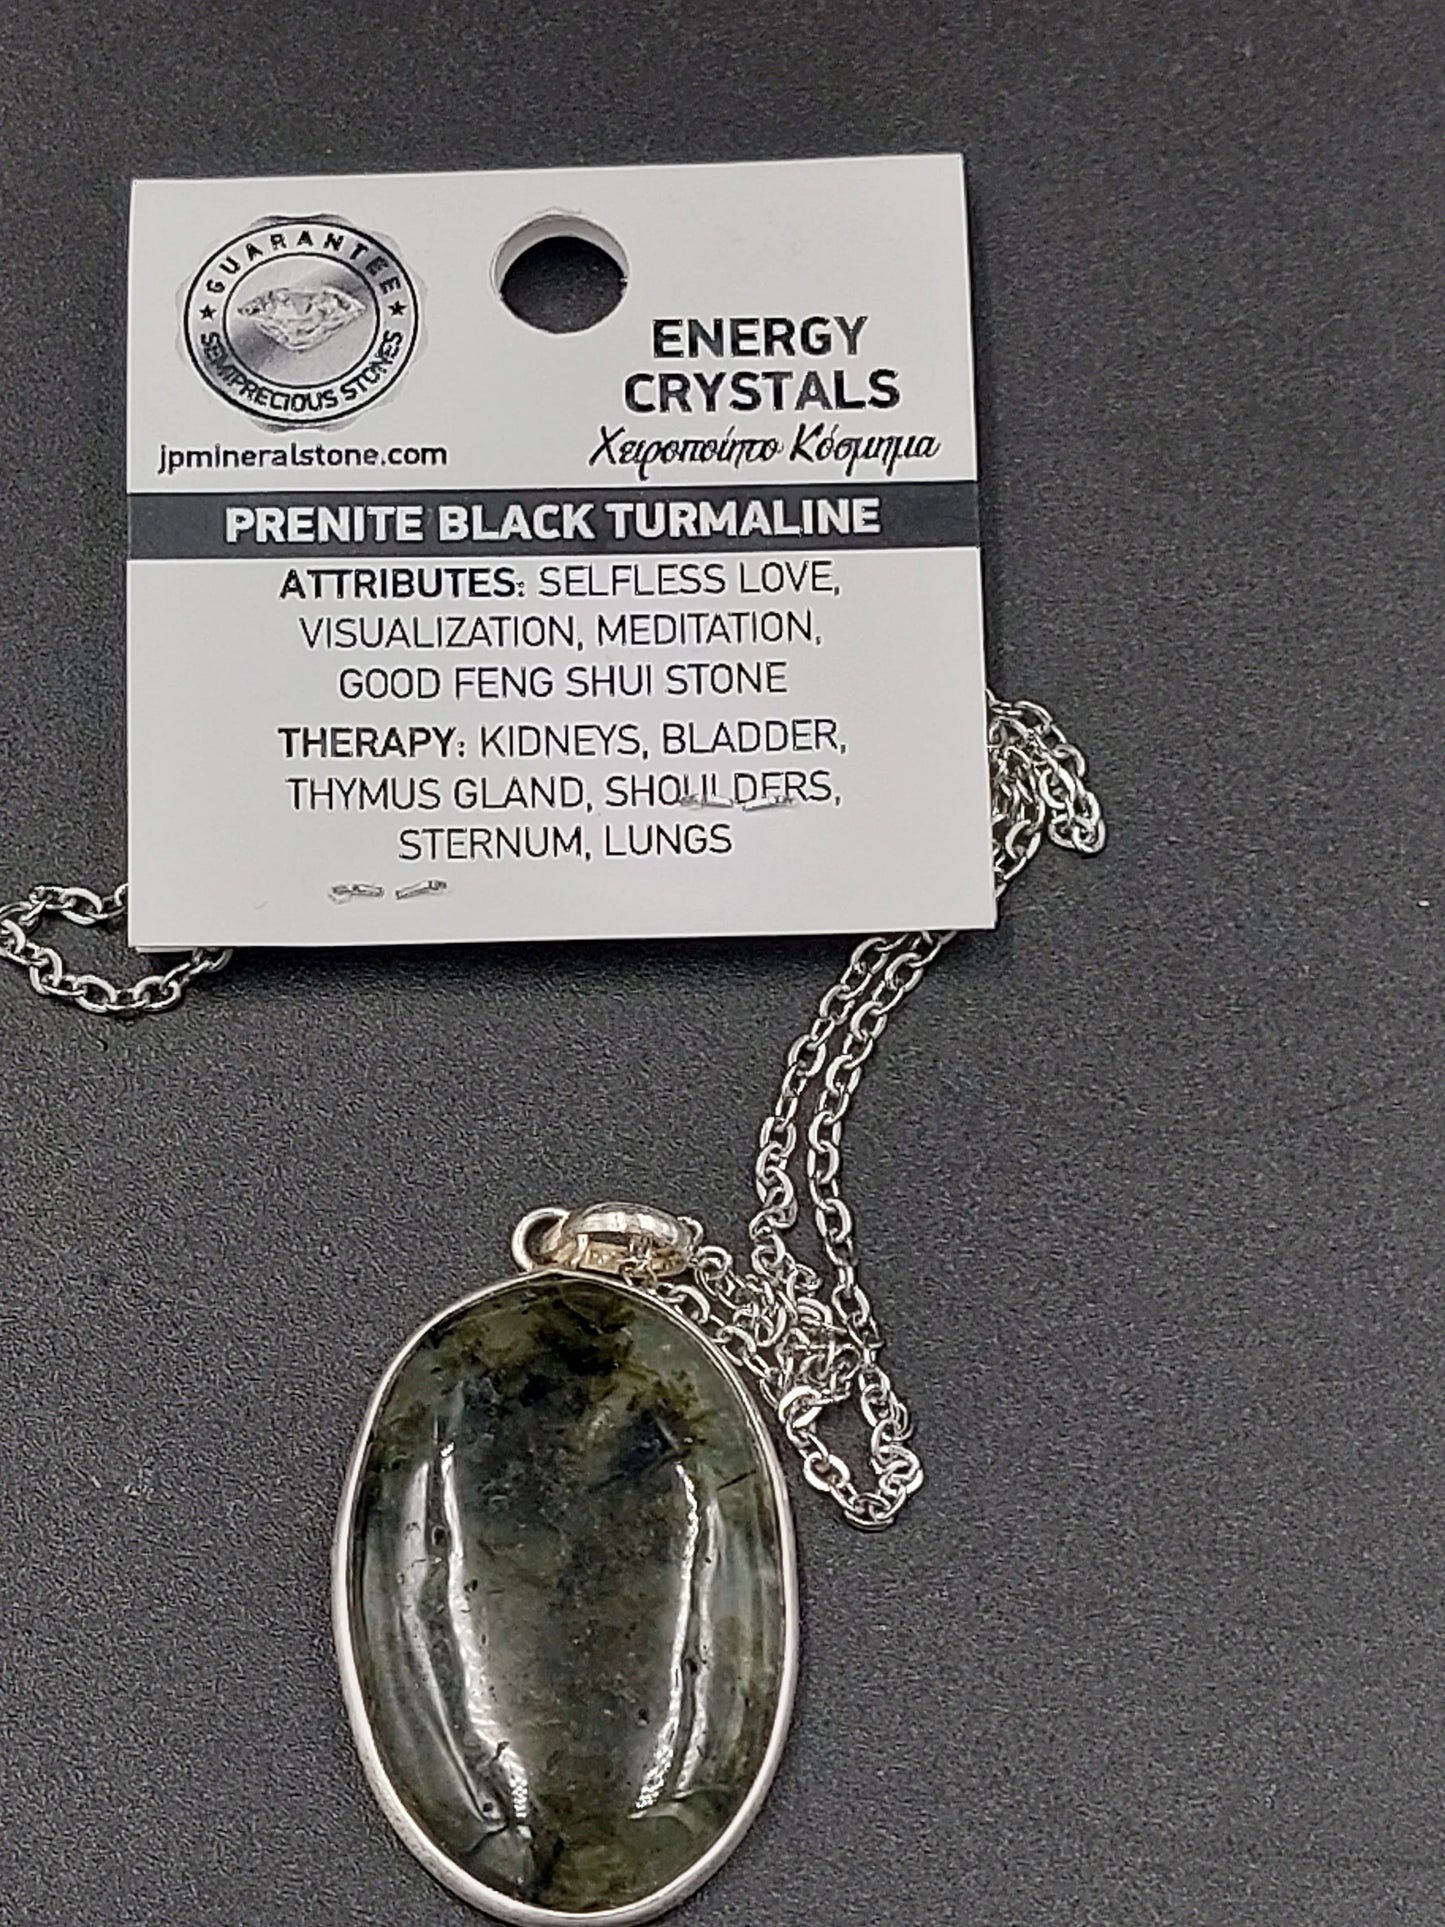 ★ GUARANTEE ★
SEMIPRECIOUS STONES
jpmineralstone.com
ENERGY
CRYSTALS
Χειροποίητο Κόσμημα
PRENITE BLACK TURMALINE
ATTRIBUTES: SELFLESS LOVE,
VISUALIZATION, MEDITATION,
GOOD FENG SHUI STONE
THERAPY: KIDNEYS, BLADDER,
THYMUS GLAND, SHOULDERS,
STERNUM, LUNGS